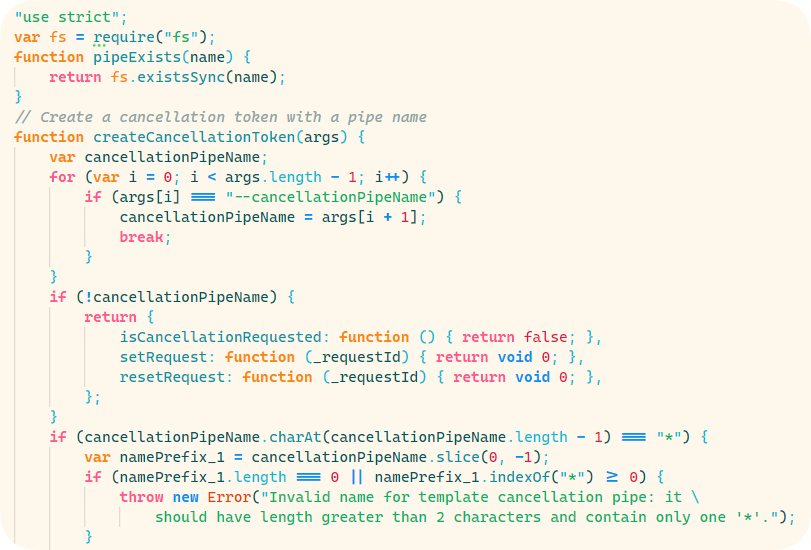 "use strict";
var fs = require("fs");
function pipeExists(name) {
    return fs.existsSync(name);
}
// Create a cancellation token with a pipe name
function createCancellationToken(args) {
    var cancellationPipeName;
    for (var i = 0; i < args.length - 1; i++) {
        if (args[i] === "--cancellationPipeName") {
            cancellationPipeName = args[i + 1];
            break;
        }
    }
    if (!cancellationPipeName) {
        return {
            isCancellationRequested: function () { return false; },
            setRequest: function (_requestId) { return void 0; },
            resetRequest: function (_requestId) { return void 0; },
        };
    }
    if (cancellationPipeName.charAt(cancellationPipeName.length - 1) === "*") {
        var namePrefix_1 = cancellationPipeName.slice(0, -1);
        if (namePrefix_1.length === 0 || namePrefix_1.indexOf("*") >= 0) {
            throw new Error("Invalid name for template cancellation pipe: it \
                should have length greater than 2 characters and contain only one '*'.");
        }